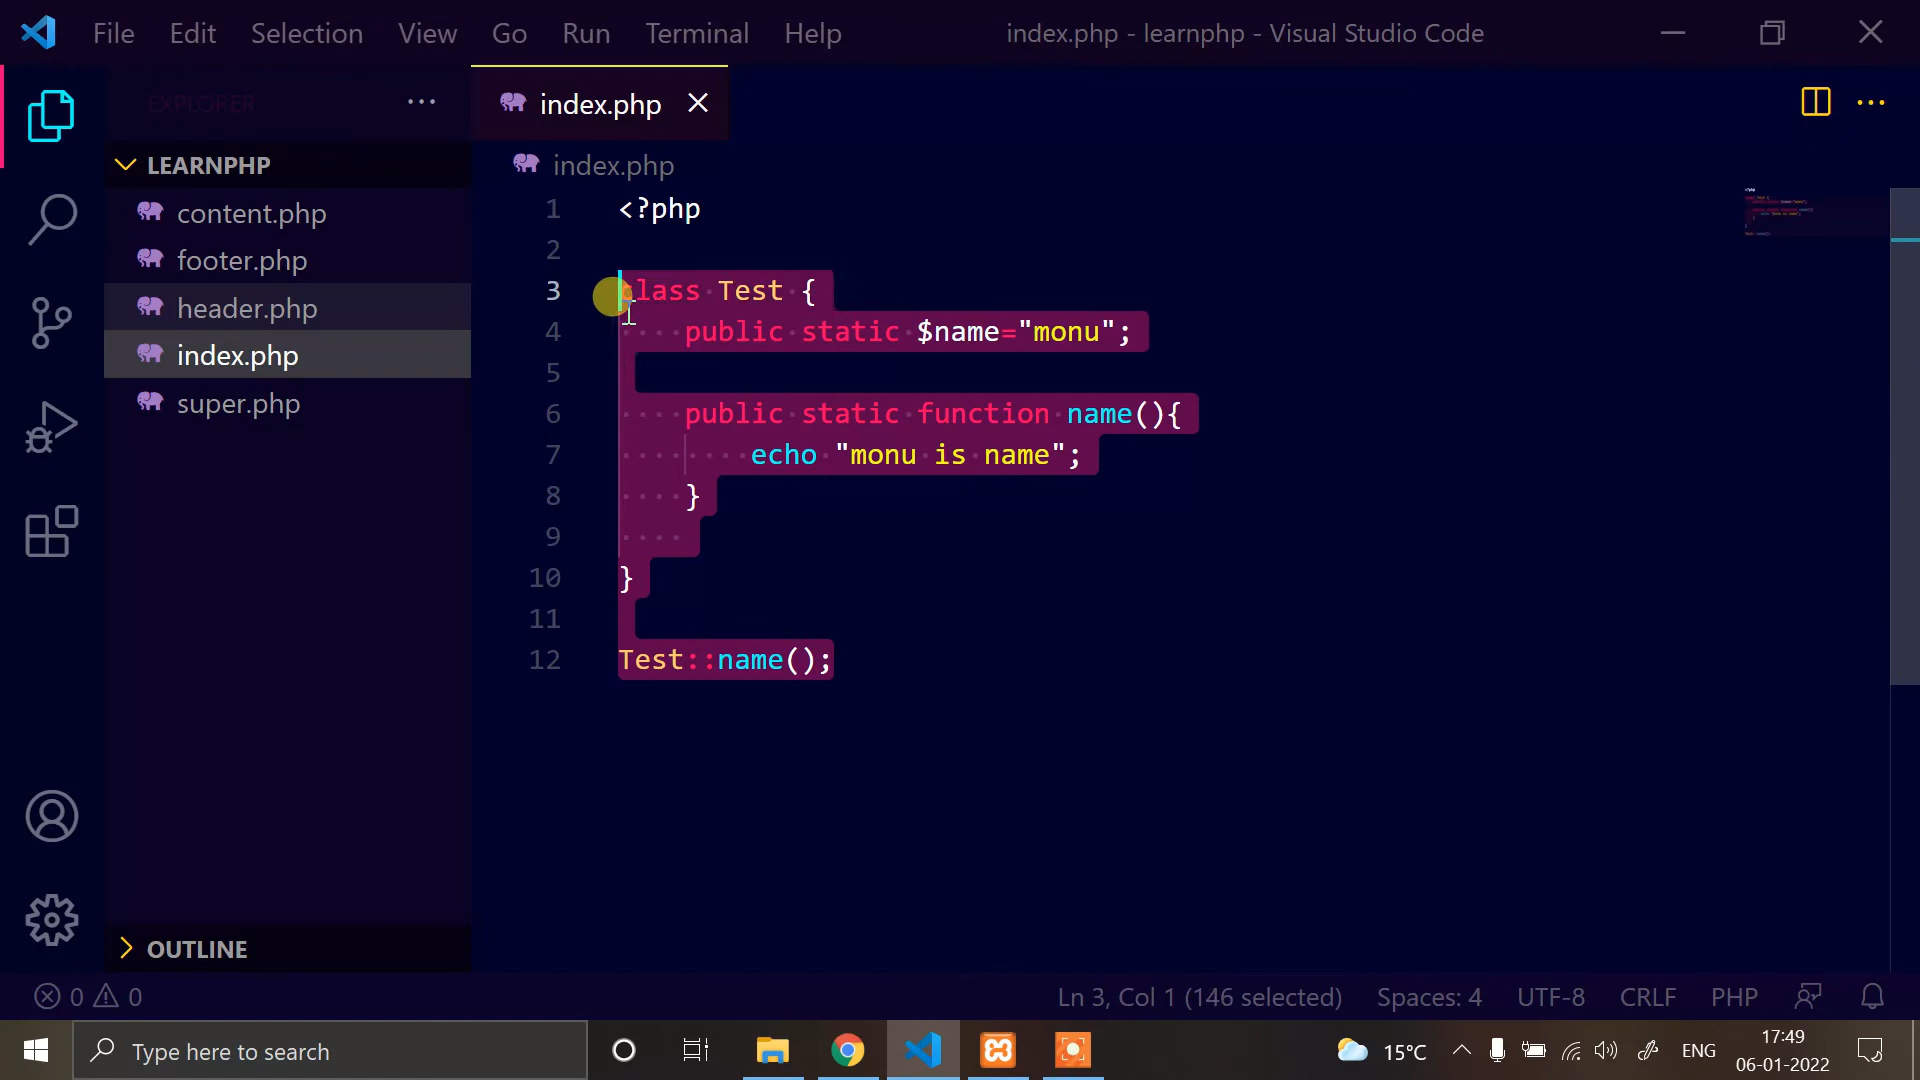 File Edit Selection View Go Run Terminal Help index.php - learnphp - Visual Studio Code
EXPLORER
index.php
LEARNPHP
index.php
content.php
footer.php
header.php
index.php
super.php
1 <?php
2
3 class Test {
4 public static $name="monu";
5
6 public static function name(){
7 echo "monu is name";
8 }
9
10 }
11
12 Test::name();
OUTLINE
0 0 Ln 3, Col 1 (146 selected) Spaces: 4 UTF-8 CRLF PHP
Type here to search
15°C ENG
17:49
06-01-2022